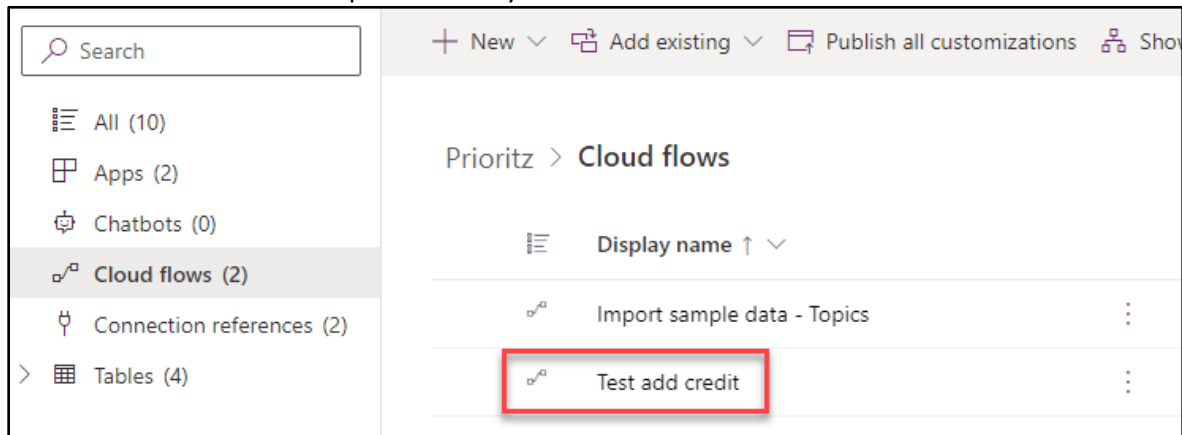 Search
New Add existing Publish all customizations
All (10)
Apps (2)
Chatbots (0)
Cloud flows (2)
Connection references (2)
Tables (4)
Prioritz > Cloud flows
Display name ↑
Import sample data - Topics
Test add credit